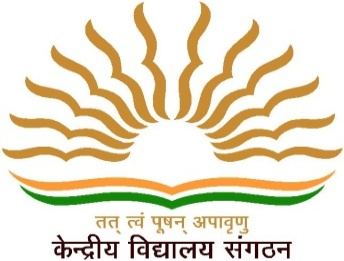 तत् त्वं पूषन् अपावृणु
केन्द्रीय विद्यालय संगठन